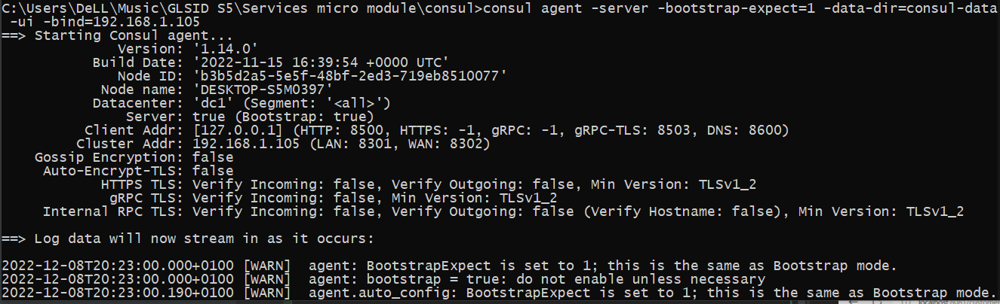 C:\Users\DeLL\Music\GLSID S5\Services micro module\consul>consul agent -server -bootstrap-expect=1 -data-dir=consul-data
-ui -bind=192.168.1.105
==> Starting Consul agent...
Version: '1.14.0'
Build Date: '2022-11-15 16:39:54 +0000 UTC'
Node ID: 'b3b5d2a5-5e5f-48bf-2ed3-719eb8510077'
Node name: 'DESKTOP-S5M0397'
Datacenter: 'dc1' (Segment: '<all>')
Server: true (Bootstrap: true)
Client Addr: [127.0.0.1] (HTTP: 8500, HTTPS: -1, gRPC: -1, gRPC-TLS: 8503, DNS: 8600)
Cluster Addr: 192.168.1.105 (LAN: 8301, WAN: 8302)
Gossip Encryption: false
Auto-Encrypt-TLS: false
HTTPS TLS: Verify Incoming: false, Verify Outgoing: false, Min Version: TLSv1_2
gRPC TLS: Verify Incoming: false, Min Version: TLSv1_2
Internal RPC TLS: Verify Incoming: false, Verify Outgoing: false (Verify Hostname: false), Min Version: TLSv1_2
==> Log data will now stream in as it occurs:
2022-12-08T20:23:00.000+0100 [WARN]  agent: BootstrapExpect is set to 1; this is the same as Bootstrap mode.
2022-12-08T20:23:00.000+0100 [WARN]  agent: bootstrap = true: do not enable unless necessary
2022-12-08T20:23:00.190+0100 [WARN]  agent.auto_config: BootstrapExpect is set to 1; this is the same as Bootstrap mode.